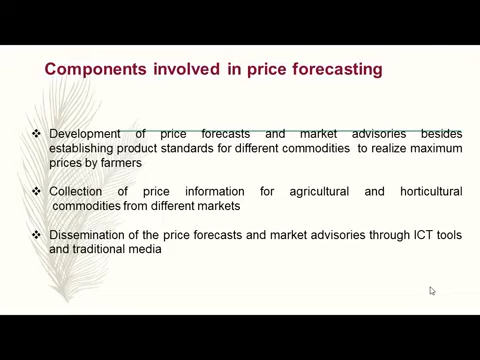 Components involved in price forecasting
❖ Development of price forecasts and market advisories besides
establishing product standards for different commodities to realize maximum
prices by farmers
❖ Collection of price information for agricultural and horticultural
commodities from different markets
❖ Dissemination of the price forecasts and market advisories through ICT tools
and traditional media